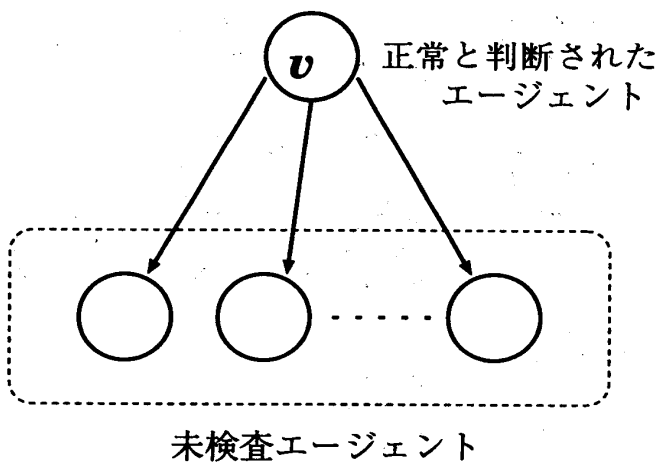 v
正常と判断された
エージェント
未検査エージェント